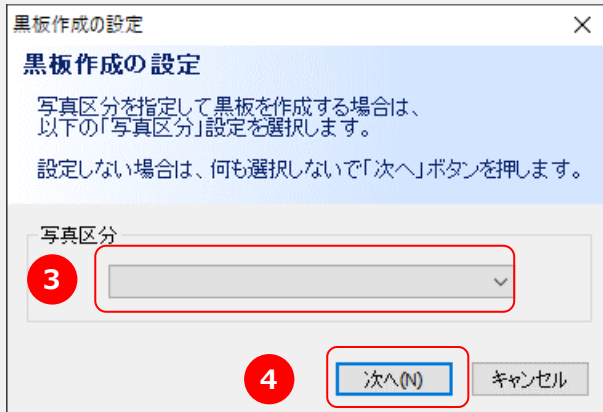 黒板作成の設定
黒板作成の設定
写真区分を指定して黒板を作成する場合は、
以下の「写真区分」設定を選択します。
設定しない場合は、何も選択しないで「次へ」ボタンを押します。
写真区分
3
4
次へ(N)
キャンセル